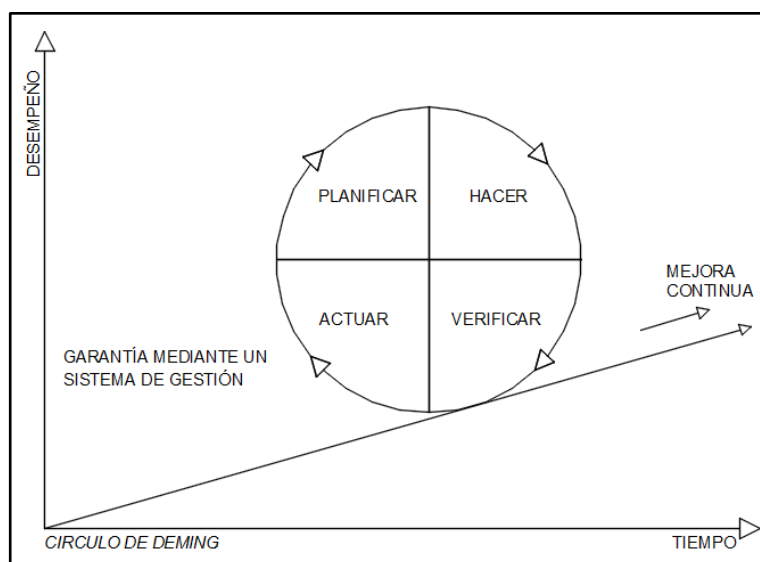 DESEMPEÑO
PLANIFICAR
HACER
ACTUAR
VERIFICAR
MEJORA
CONTINUA
GARANTÍA MEDIANTE UN
SISTEMA DE GESTIÓN
CIRCULO DE DEMING
TIEMPO